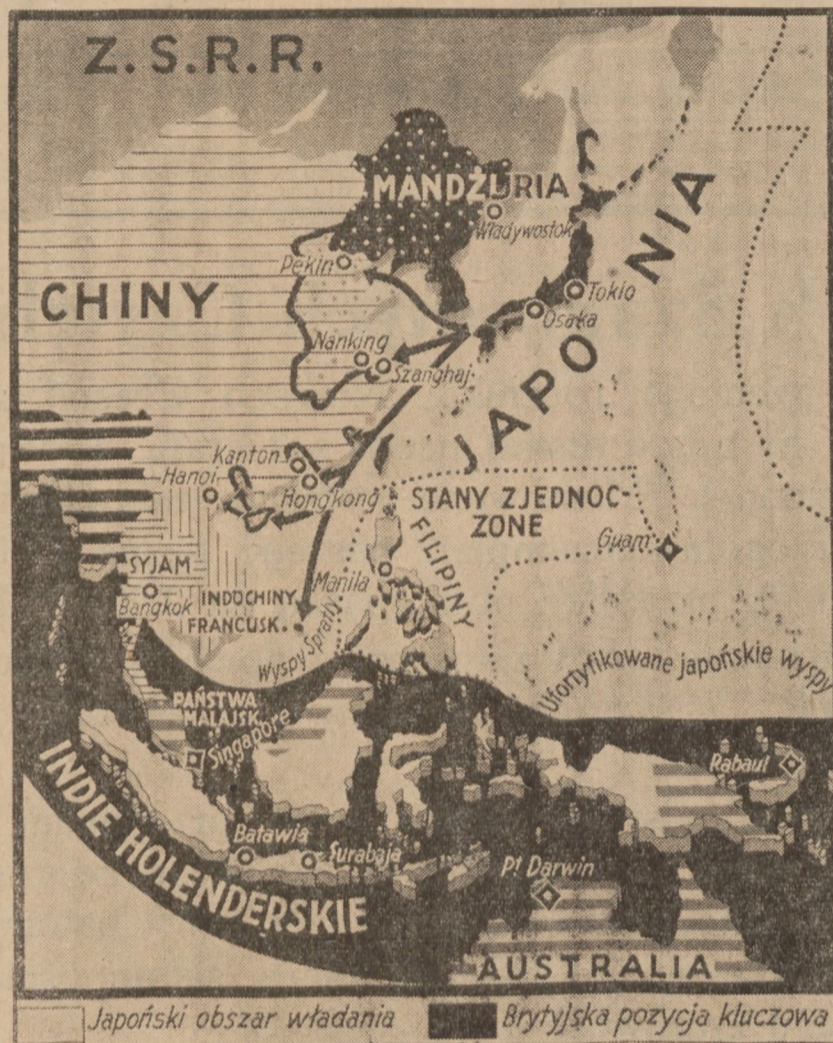 Z.S.R.R.
MANDŻURIA
Władywostok
Pekin
CHINY
Tokio
Osaka
JAPONIA
Nanking
Szanghaj
Kanton
Hanoi
Hongkong
STANY ZJEDNOC-
ZONE
FILIPINY
Guam
SYJAM
Bangkok
INDOCHINY
FRANCUSK.
Manila
Wyspy Spratly
Ufortyfikowane japońskie wyspy
PAŃSTWA
MALAJSK.
Singapore
Rabaul
INDIE HOLENDERSKIE
Batawia
Surabaja
Pt Darwin
AUSTRALIA
Japoński obszar władania
Brytyjska pozycja kluczowa